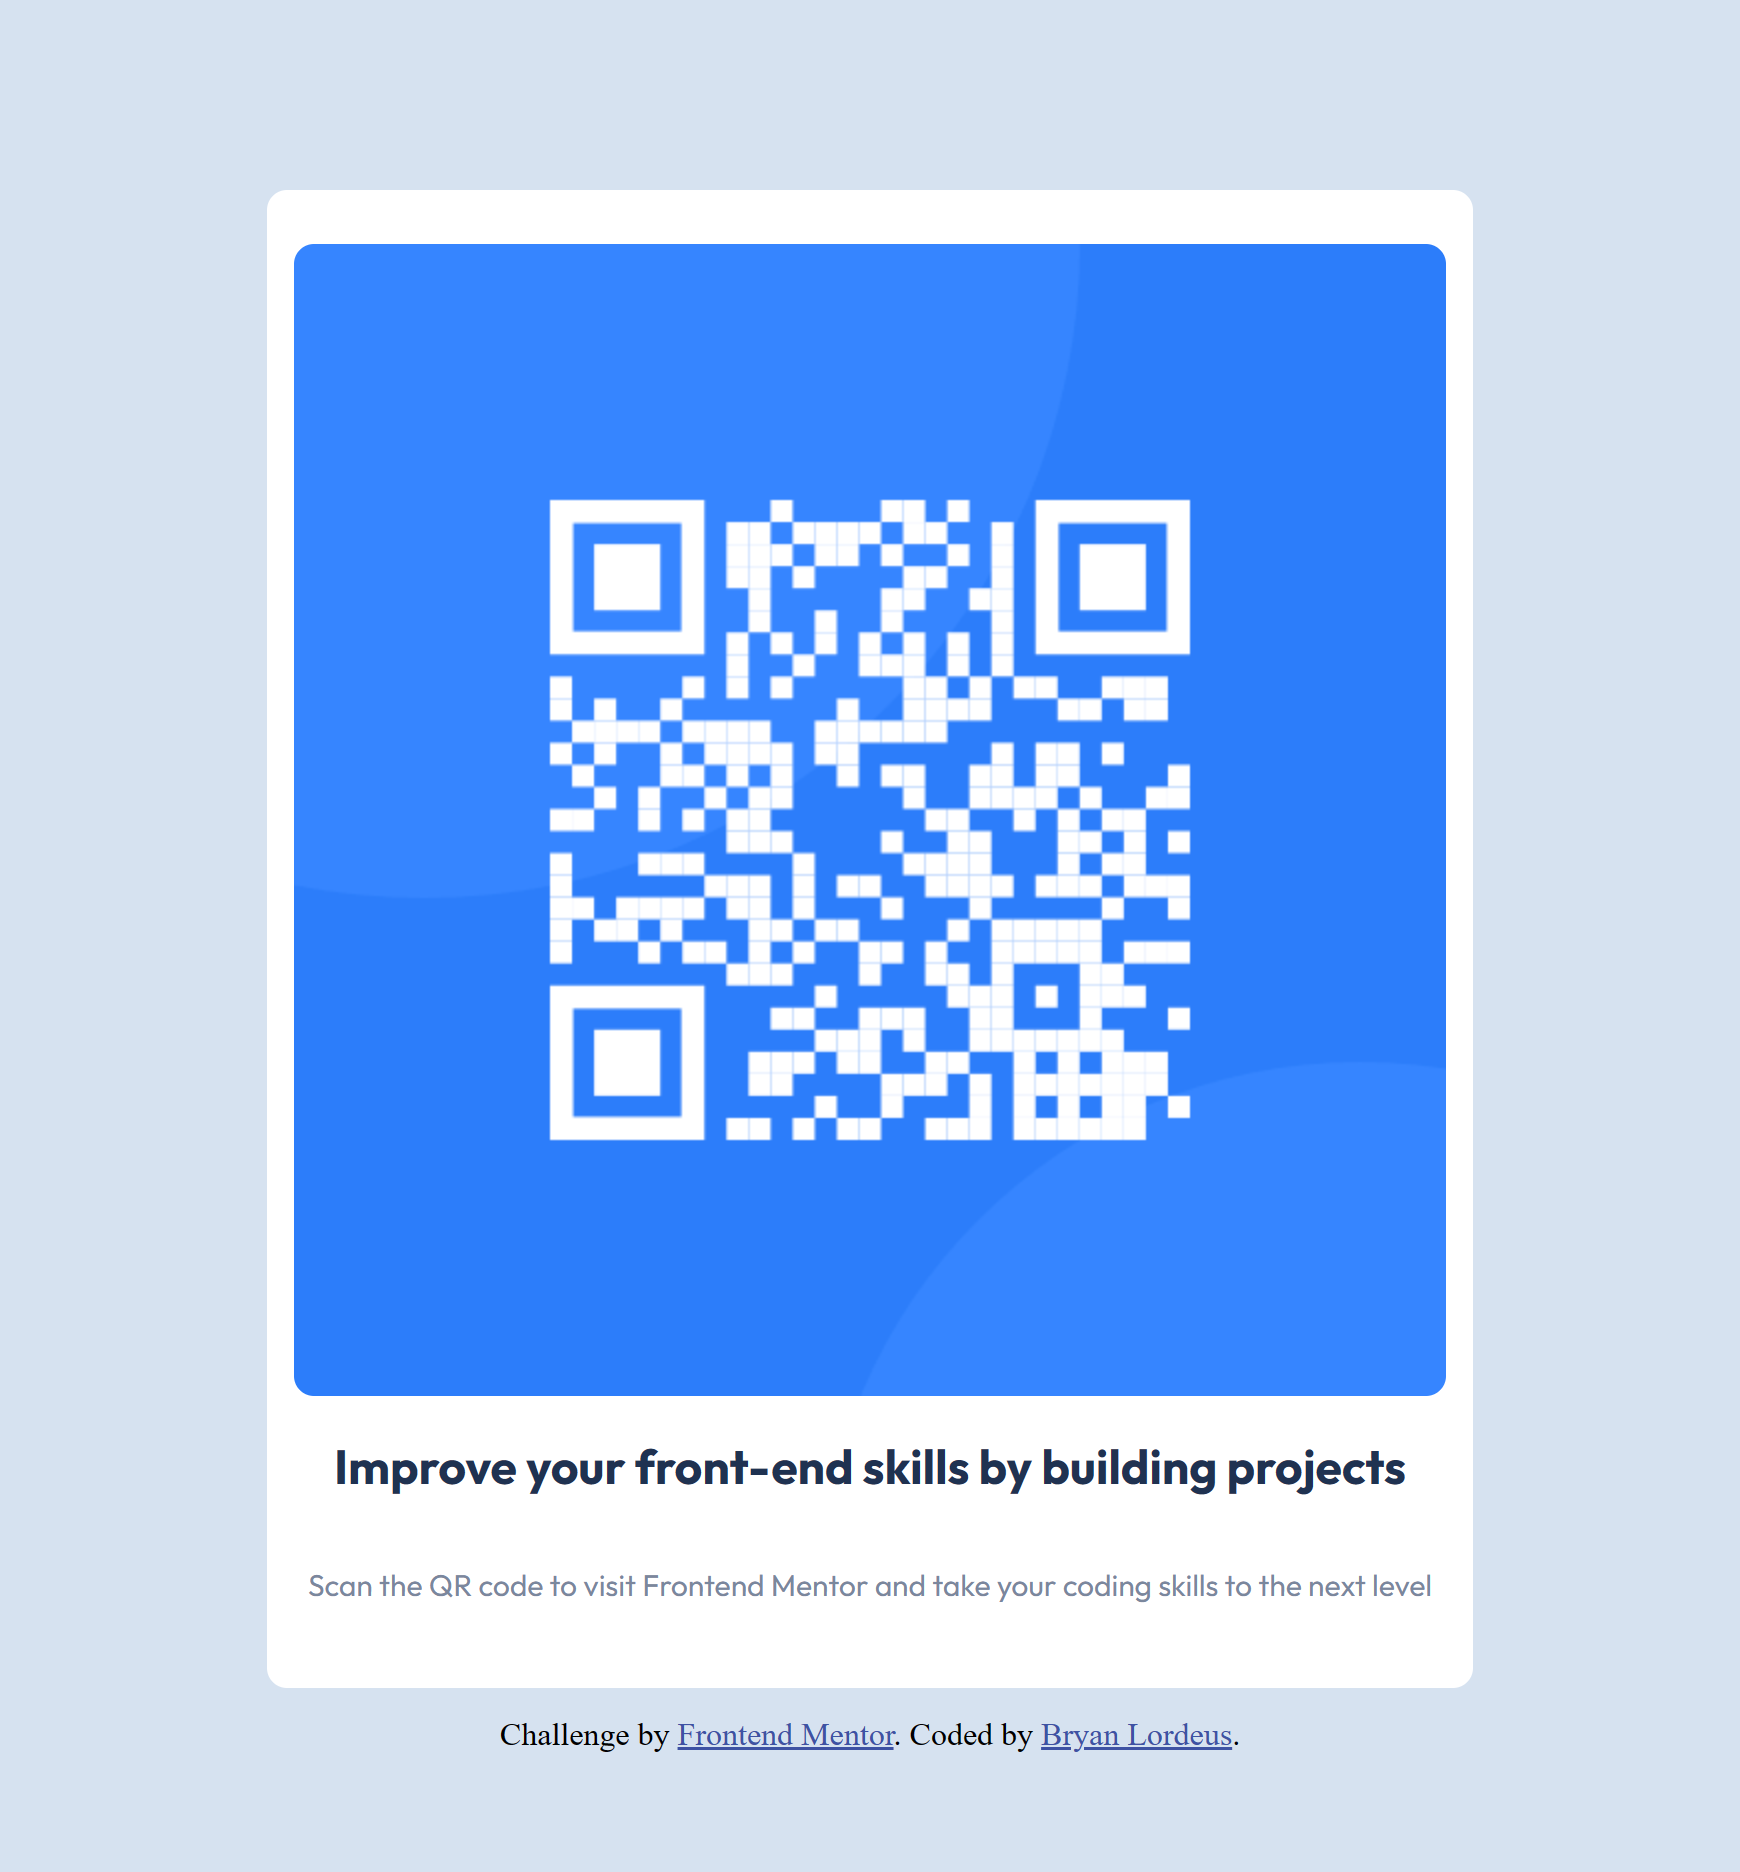 Improve your front-end skills by building projects
Scan the QR code to visit Frontend Mentor and take your coding skills to the next level
Challenge by Frontend Mentor. Coded by Bryan Lordeus.